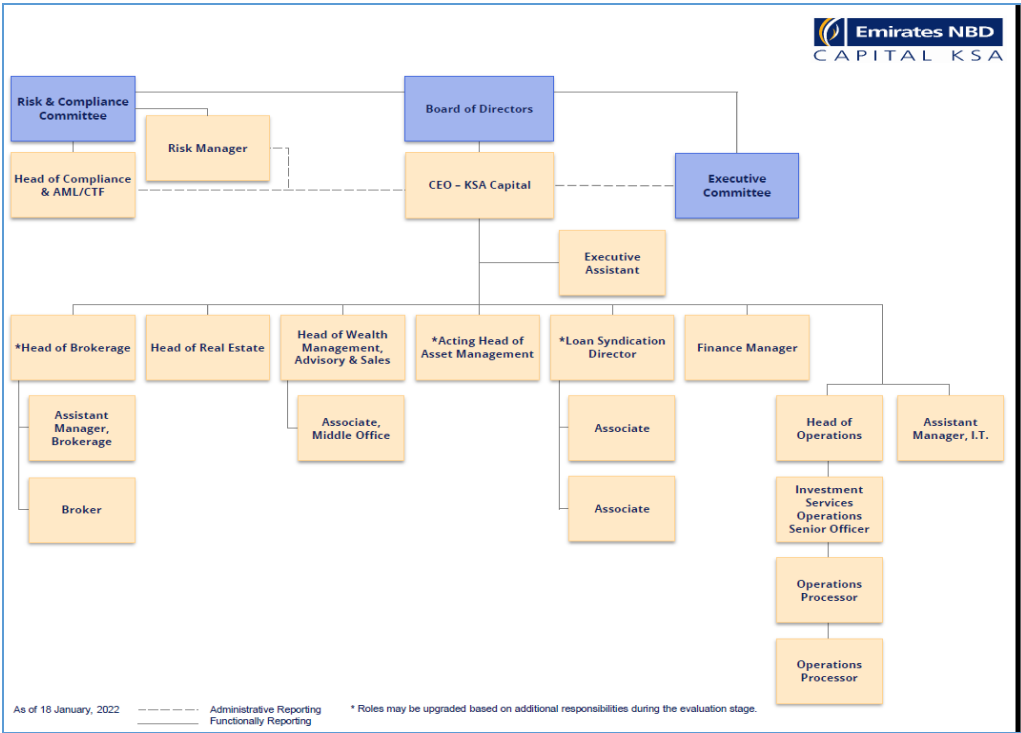 Emirates NBD
CAPITAL KSA
Risk & Compliance
Committee
Board of Directors
Risk Manager
Head of Compliance
& AML/CTF
CEO – KSA Capital
Executive
Committee
Executive
Assistant
*Head of Brokerage
Head of Real Estate
Head of Wealth
Management,
Advisory & Sales
*Acting Head of
Asset Management
*Loan Syndication
Director
Finance Manager
Assistant
Manager,
Brokerage
Associate,
Middle Office
Associate
Head of
Operations
Assistant
Manager, I.T.
Broker
Associate
Investment
Services
Operations
Senior Officer
Operations
Processor
Operations
Processor
As of 18 January, 2022
Administrative Reporting
Functionally Reporting
* Roles may be upgraded based on additional responsibilities during the evaluation stage.